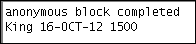 anonymous block completed
King 16-OCT-12 1500